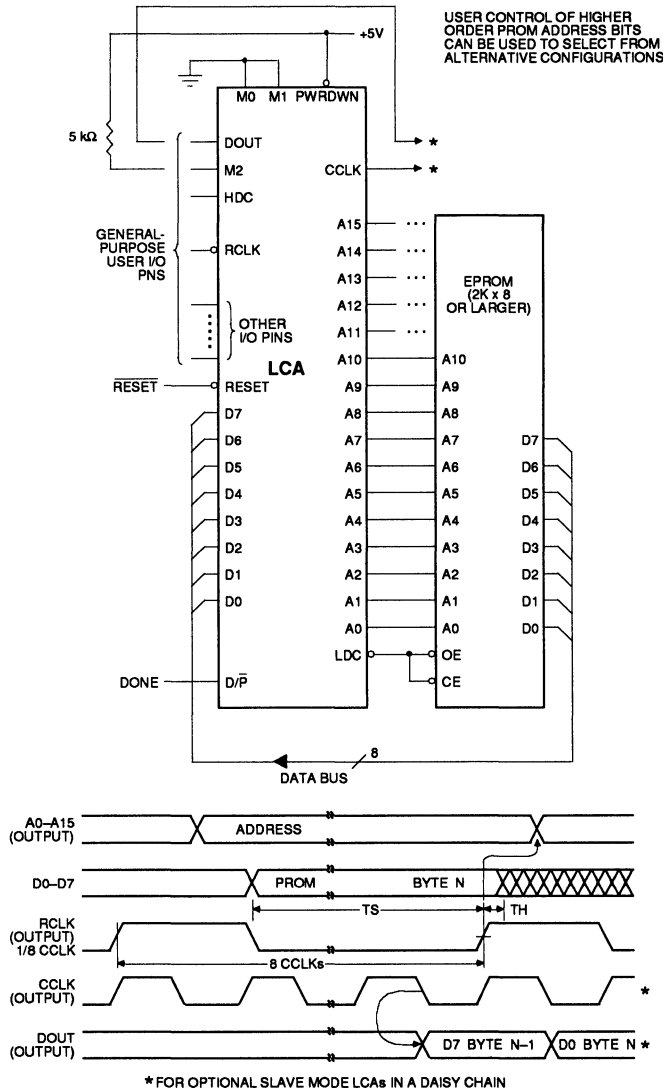 USER CONTROL OF HIGHER
ORDER PROM ADDRESS BITS
CAN BE USED TO SELECT FROM
ALTERNATIVE CONFIGURATIONS
+5V
M0 M1 PWRDWN
5 kΩ
DOUT
*
M2
CCLK
*
HDC
GENERAL-
PURPOSE
USER I/O
PNS
RCLK
OTHER
I/O PINS
LCA
RESET
RESET
A15 ...
A14 ...
A13 ...
A12 ...
A11 ...
EPROM
(2K x 8
OR LARGER)
A10 A10
A9 A9
D7 A8 A8
D6 A7 A7 D7
D5 A6 A6 D6
D4 A5 A5 D5
D3 A4 A4 D4
D2 A3 A3 D3
D1 A2 A2 D2
D0 A1 A1 D1
A0 A0 D0
LDC OE
DONE D/P̅ CE
8
DATA BUS
A0–A15
(OUTPUT)
ADDRESS
D0–D7
PROM BYTE N
TS TH
RCLK
(OUTPUT)
1/8 CCLK
8 CCLKs
CCLK
(OUTPUT)
*
DOUT
(OUTPUT)
D7 BYTE N-1 D0 BYTE N *
* FOR OPTIONAL SLAVE MODE LCAs IN A DAISY CHAIN